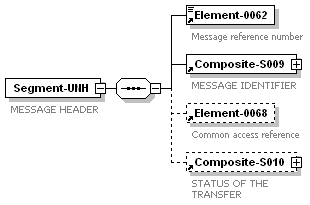 Element-0062
Message reference number
Composite-S009
MESSAGE IDENTIFIER
Segment-UNH
MESSAGE HEADER
Element-0068
Common access reference
Composite-S010
STATUS OF THE
TRANSFER